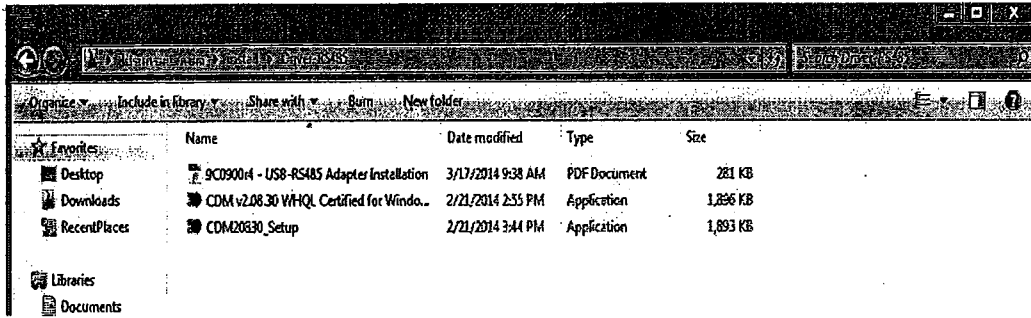 Organize Include in library Share with Burn New folder
Favorites Name Date modified Type Size
Desktop 9C0900r4 - USB-RS485 Adapter Installation 3/17/2014 9:38 AM PDF Document 281 KB
Downloads CDM v2.08.30 WHQL Certified for Windo... 2/21/2014 2:55 PM Application 1,896 KB
RecentPlaces CDM20830_Setup 2/21/2014 3:44 PM Application 1,893 KB
Libraries
Documents